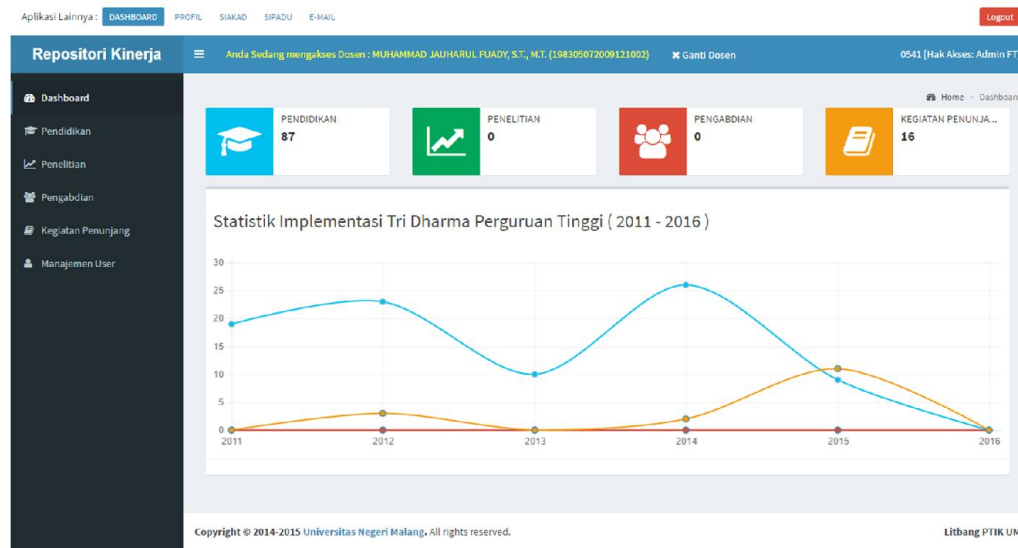 Aplikasi Lainnya : DASHBOARD PROFIL SIAKAD SIPADU E-MAIL Logout
Repositori Kinerja Anda Sedang mengakses Dosen : MUHAMMAD JAUHARUL FUADY, S.T., M.T. (198305072009121002) ✖ Ganti Dosen 0541 [Hak Akses: Admin FT
Dashboard
Pendidikan
Penelitian
Pengabdian
Kegiatan Penunjang
Manajemen User
Home > Dashboard
PENDIDIKAN
87
PENELITIAN
0
PENGABDIAN
0
KEGIATAN PENUNJA...
16
Statistik Implementasi Tri Dharma Perguruan Tinggi ( 2011 - 2016 )
30
25
20
15
10
5
0
2011 2012 2013 2014 2015 2016
Copyright © 2014-2015 Universitas Negeri Malang. All rights reserved. Litbang PTIK UM